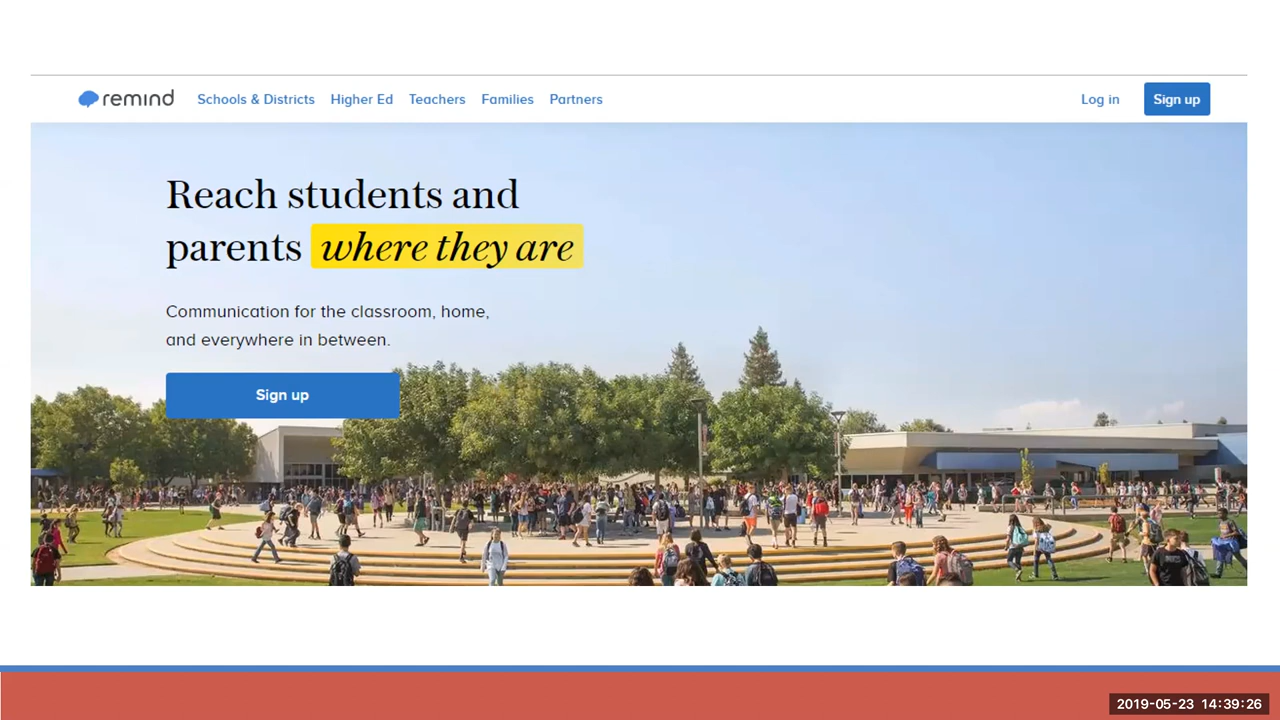 remind Schools & Districts Higher Ed Teachers Families Partners Log in Sign up
Reach students and
parents where they are
Communication for the classroom, home,
and everywhere in between.
Sign up
2019-05-23 14:39:26